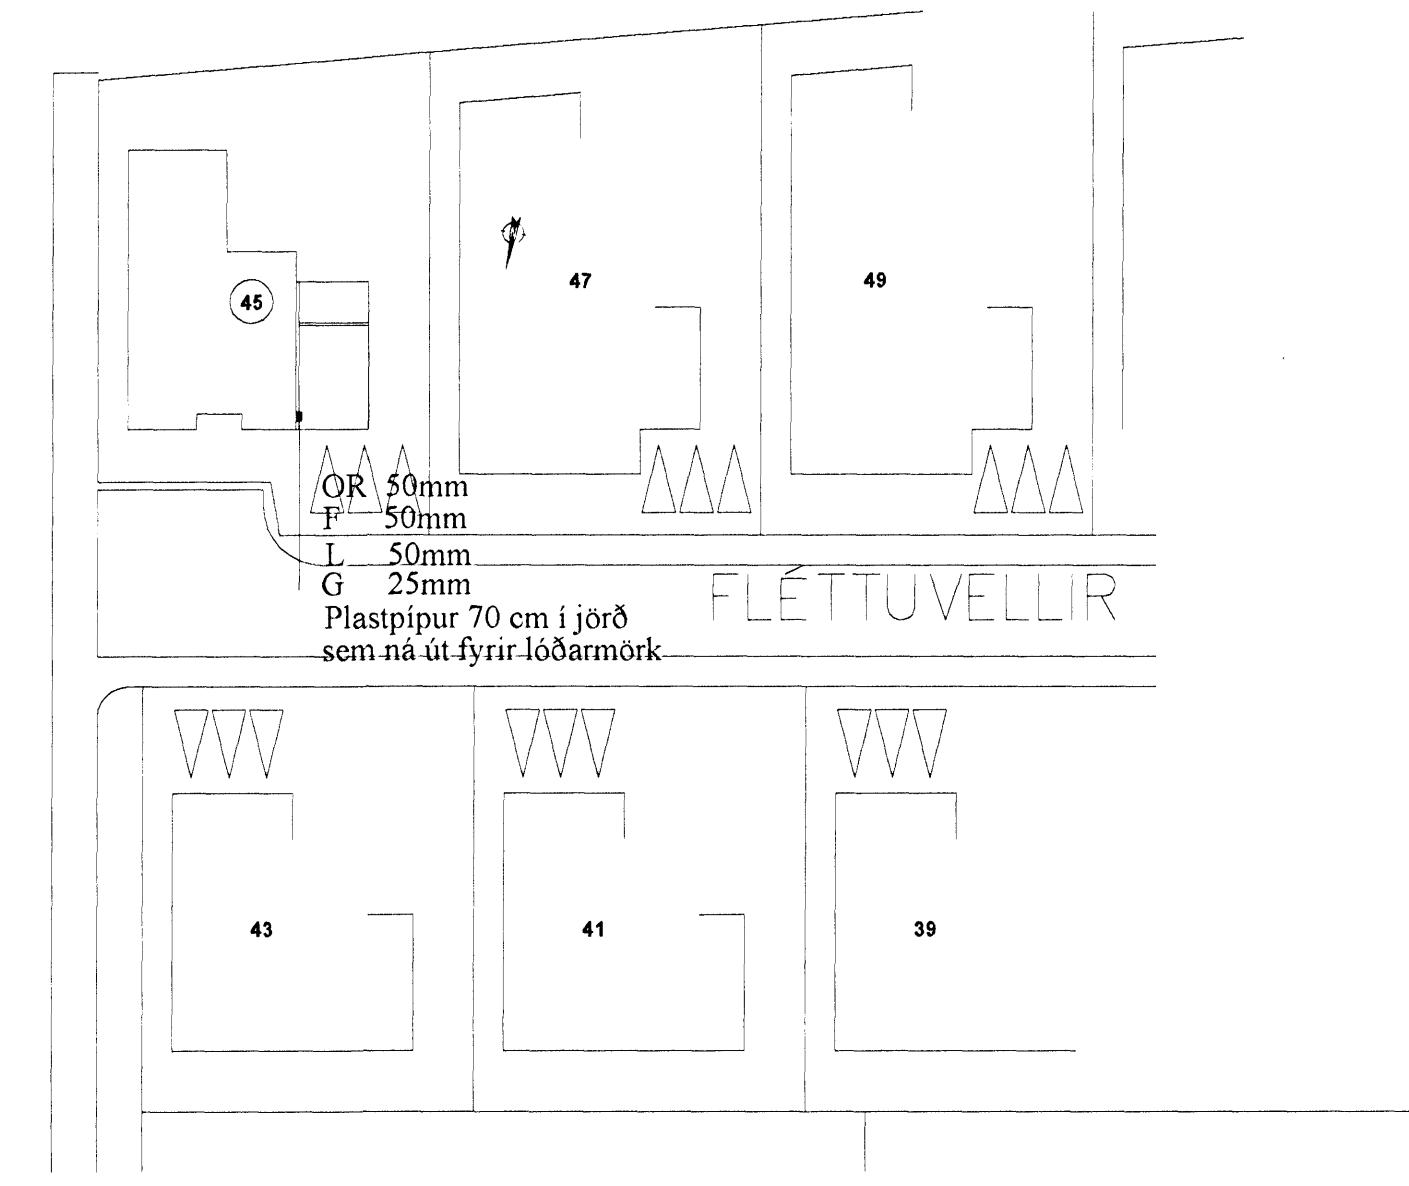 47
49
45
OR 50mm
F 50mm
L 50mm
G 25mm
Plastpípur 70 cm í jörð
sem ná út fyrir lóðarmörk
FLÉTTUVELLIR
43
41
39